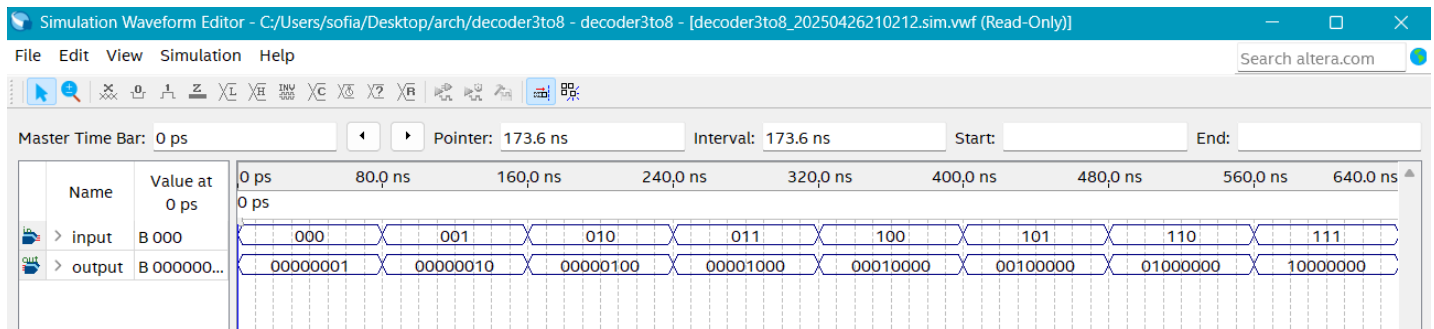 Simulation Waveform Editor - C:/Users/sofia/Desktop/arch/decoder3to8 - decoder3to8 - [decoder3to8_20250426210212.sim.vwf (Read-Only)]
File Edit View Simulation Help
Search altera.com
Master Time Bar: 0 ps Pointer: 173.6 ns Interval: 173.6 ns Start: End:
Name Value at 0 ps
0 ps 80.0 ns 160.0 ns 240.0 ns 320.0 ns 400.0 ns 480.0 ns 560.0 ns 640.0 ns
0 ps
input B 000 000 001 010 011 100 101 110 111
output B 000000... 00000001 00000010 00000100 00001000 00010000 00100000 01000000 10000000